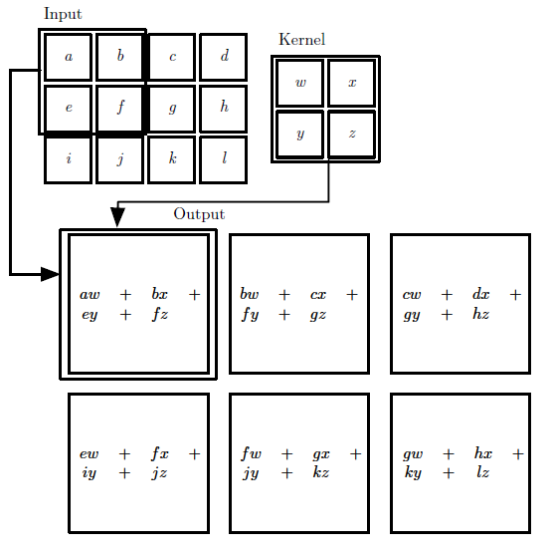 Input
a b c d
e f g h
i j k l
Kernel
w x
y z
Output
aw + bx +
ey + fz
bw + cx +
fy + gz
cw + dx +
gy + hz
ew + fx +
iy + jz
fw + gx +
jy + kz
gw + hx +
ky + lz